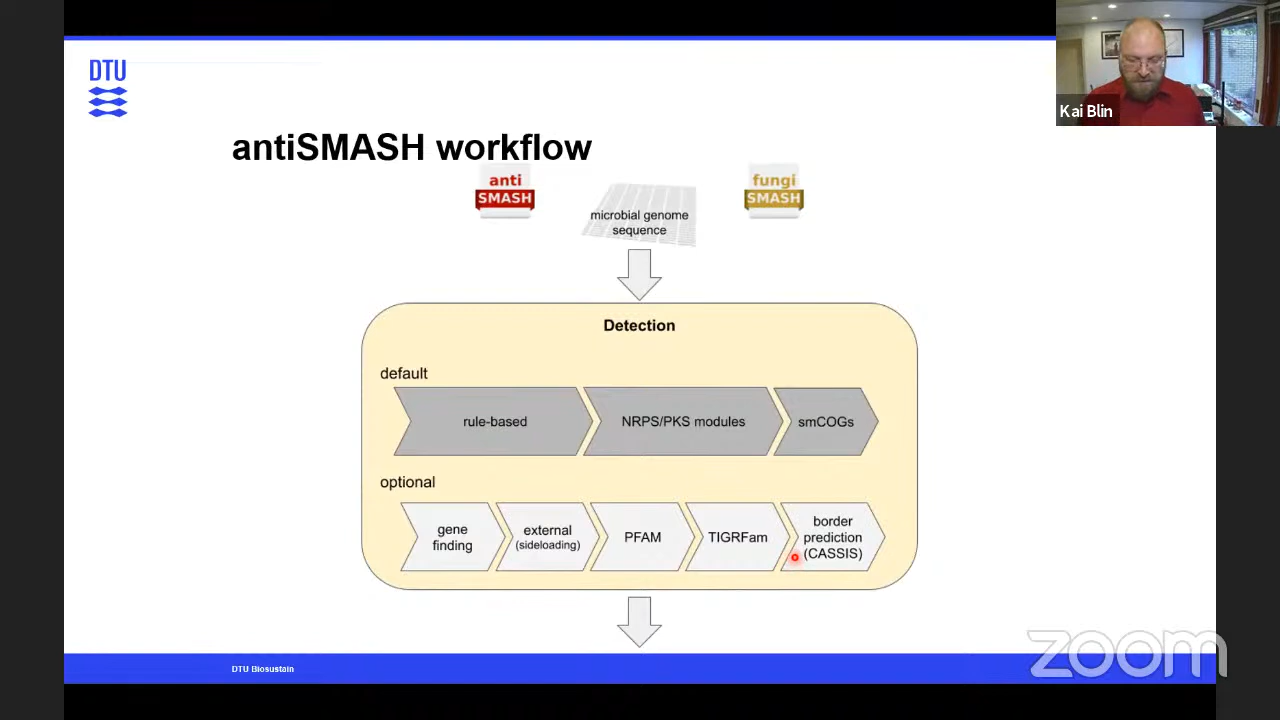 DTU
Kai Blin
antiSMASH workflow
anti
SMASH
fungi
SMASH
microbial genome
sequence
Detection
default
rule-based
NRPS/PKS modules
smCOGs
optional
gene
finding
external
(sideloading)
PFAM
TIGRFam
border
prediction
(CASSIS)
zoom
DTU Biosustain